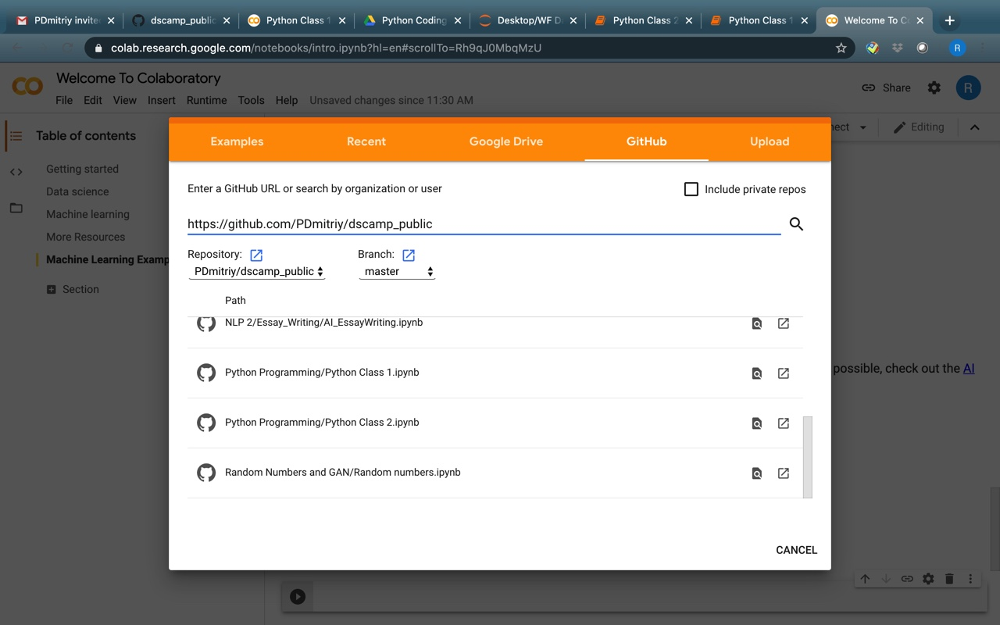 PDmitriy invite
dscamp_public
Python Class 1
Python Coding
Desktop/WF D
Python Class 2
Python Class 1
Welcome To C
colab.research.google.com/notebooks/intro.ipynb?hl=en#scrollTo=Rh9qJ0MbqMzU
R
CO
Welcome To Colaboratory
File Edit View Insert Runtime Tools Help Unsaved changes since 11:30 AM
Share
R
Table of contents
Editing
Getting started
Data science
Machine learning
More Resources
Machine Learning Examp
Section
Examples Recent Google Drive GitHub Upload
Enter a GitHub URL or search by organization or user
Include private repos
https://github.com/PDmitriy/dscamp_public
Repository: Branch:
PDmitriy/dscamp_public master
Path
NLP 2/Essay_Writing/AI_EssayWriting.ipynb
Python Programming/Python Class 1.ipynb
Python Programming/Python Class 2.ipynb
Random Numbers and GAN/Random numbers.ipynb
possible, check out the AI
CANCEL